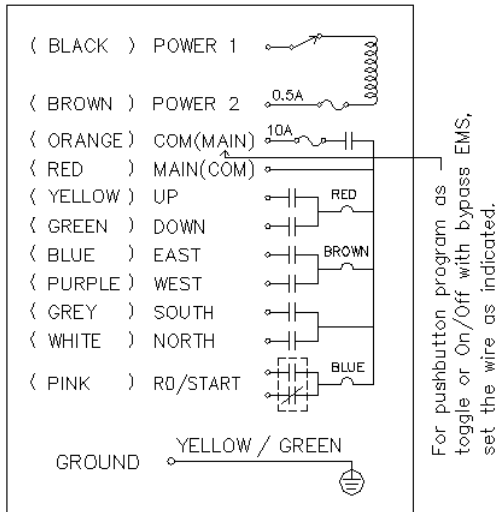 ( BLACK ) POWER 1
( BROWN ) POWER 2 0.5A
( ORANGE ) COM(MAIN) 10A
( RED ) MAIN(COM)
( YELLOW ) UP RED
( GREEN ) DOWN
( BLUE ) EAST BROWN
( PURPLE ) WEST
( GREY ) SOUTH
( WHITE ) NORTH
( PINK ) RD/START BLUE
GROUND YELLOW / GREEN
For pushbutton program as
toggle or On/Off with bypass EMS,
set the wire as indicated.